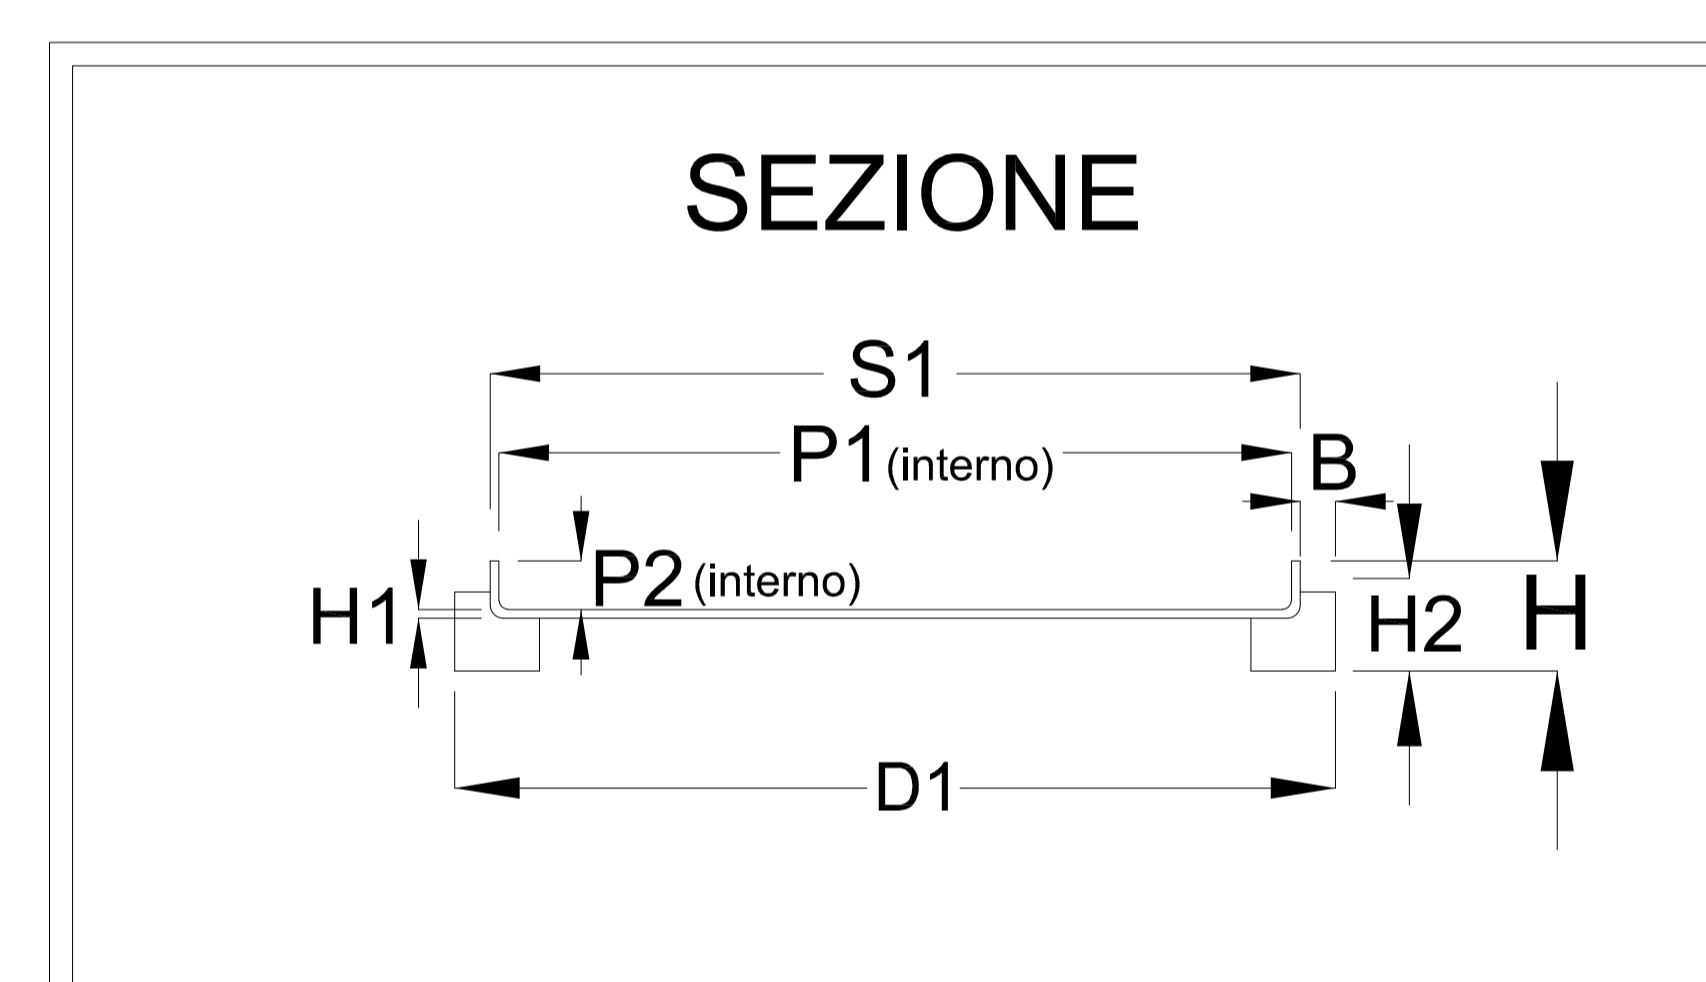 SEZIONE
S1
P1 (interno)
B
P2 (interno)
H1
H2
H
D1